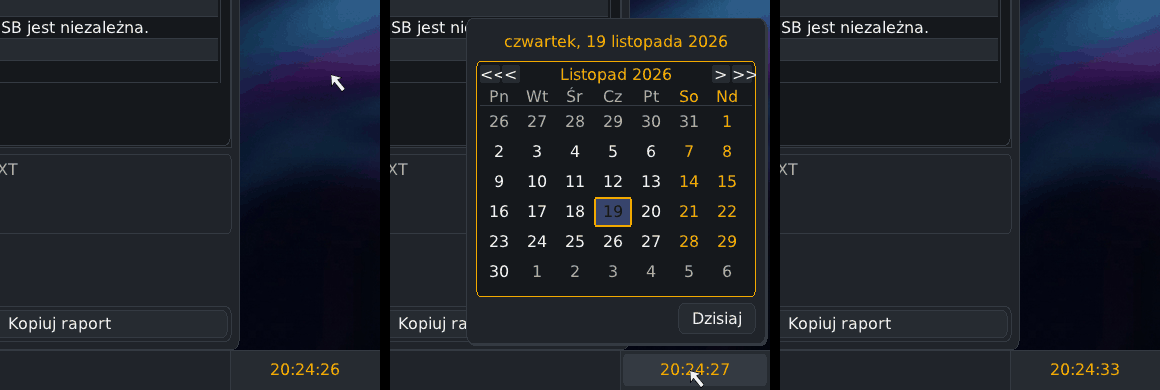 SB jest niezależna.
XT
Kopiuj raport
20:24:26
SB jest nie
czwartek, 19 listopada 2026
<< < Listopad 2026 > >>
Pn Wt Śr Cz Pt So Nd
26 27 28 29 30 31 1
2 3 4 5 6 7 8
9 10 11 12 13 14 15
16 17 18 19 20 21 22
23 24 25 26 27 28 29
30 1 2 3 4 5 6
Dzisiaj
XT
Kopiuj ra
20:24:27
SB jest niezależna.
XT
Kopiuj raport
20:24:33